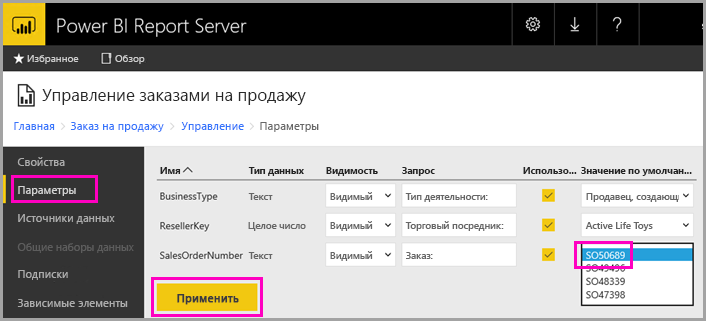 Power BI Report Server
?
Избранное Обзор
Управление заказами на продажу
Главная > Заказ на продажу > Управление > Параметры
Свойства
Параметры
Источники данных
Общие наборы данных
Подписки
Зависимые элементы
Имя Тип данных Видимость Запрос Использо... Значение по умолчан...
BusinessType Текст Видимый Тип деятельности: Продавец, создающи
ResellerKey Целое число Видимый Торговый посредник: Active Life Toys
SalesOrderNumber Текст Видимый Заказ: SO50689
SO49496
SO48339
SO47398
Применить